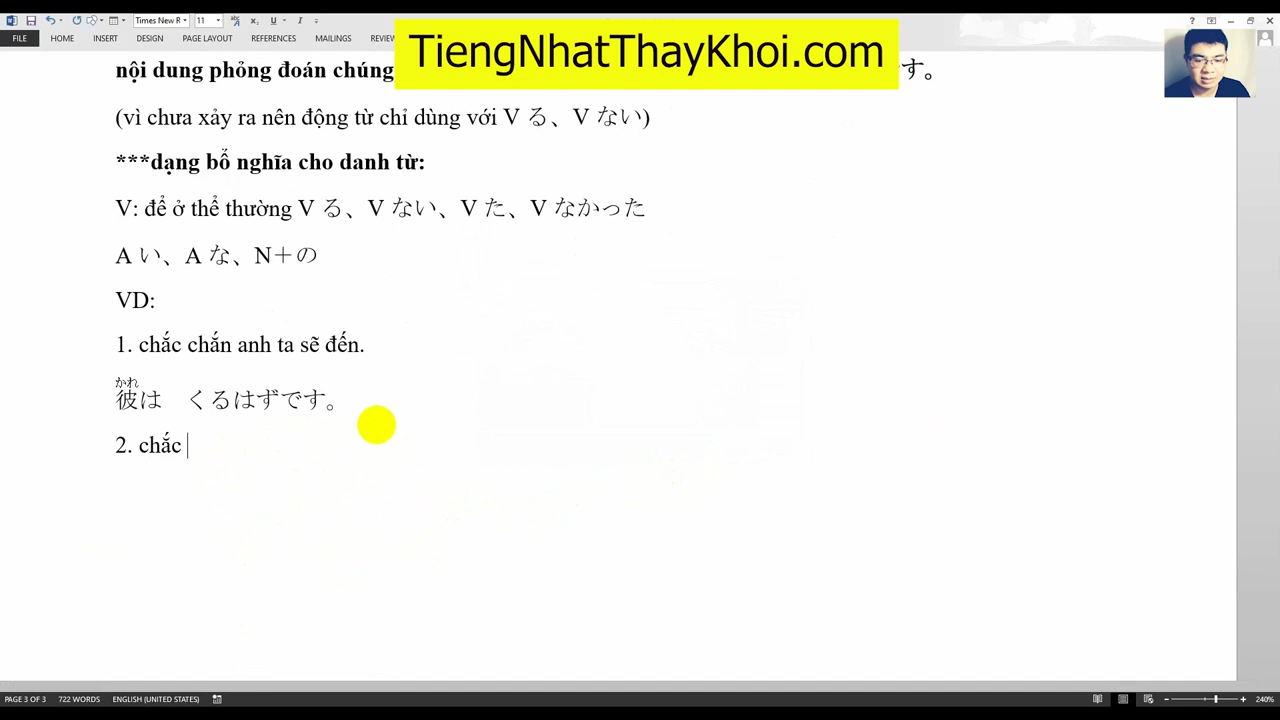 Times New R 11
FILE HOME INSERT DESIGN PAGE LAYOUT REFERENCES MAILINGS REVIEW
TiengNhatThayKhoi.com
nội dung phỏng đoán chúng す。
(vì chưa xảy ra nên động từ chỉ dùng với V る、V ない)
***dạng bổ nghĩa cho danh từ:
V: để ở thể thường V る、V ない、V た、V なかった
A い、A な、N＋の
VD:
1. chắc chắn anh ta sẽ đến.
かれ
彼は　くるはずです。
2. chắc
PAGE 3 OF 3 722 WORDS ENGLISH (UNITED STATES) 240%